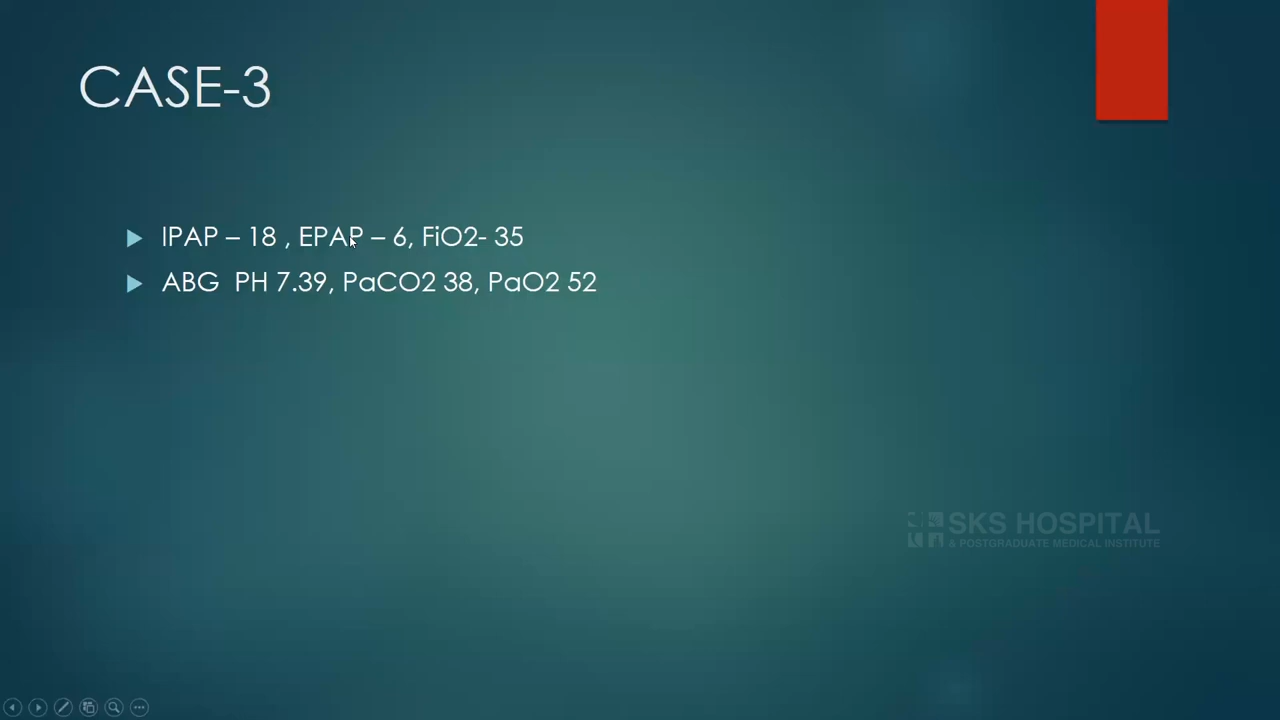 CASE-3
IPAP – 18 , EPAP – 6, FiO2- 35
ABG  PH 7.39, PaCO2 38, PaO2 52
SKS HOSPITAL
& POSTGRADUATE MEDICAL INSTITUTE